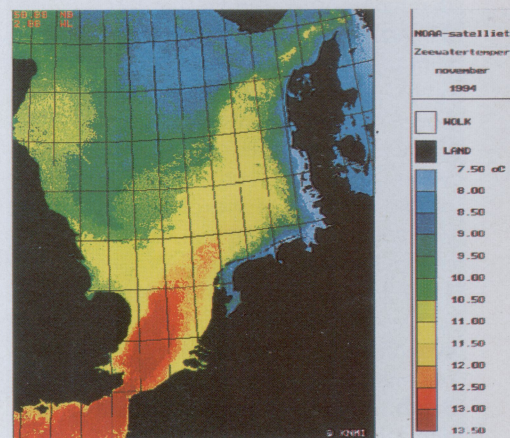 NOAA-satelliet
Zeewatertemper
november
1994
WOLK
LAND
7.50 oC
8.00
8.50
9.00
9.50
10.00
10.50
11.00
11.50
12.00
12.50
13.00
13.50
© KNMI